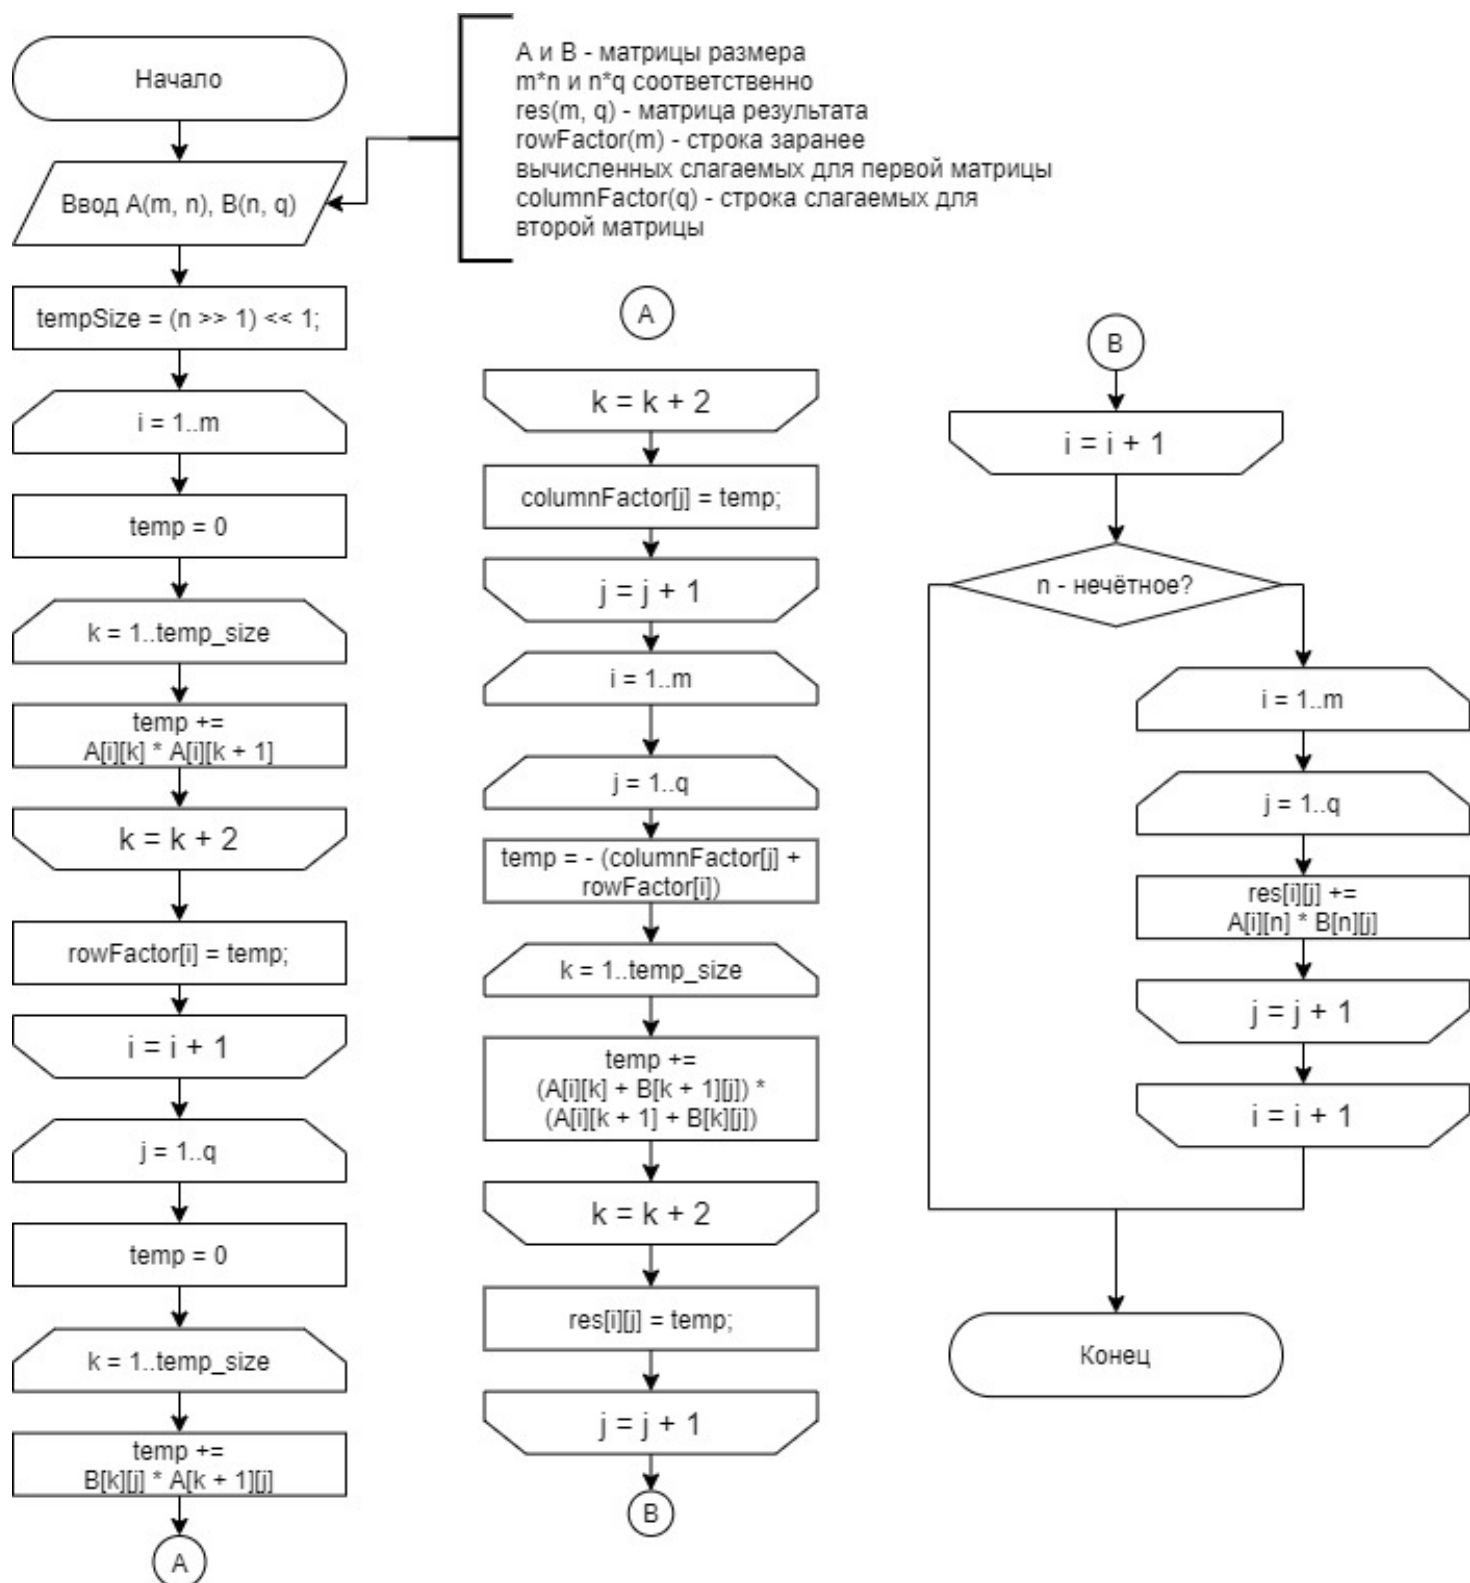 Начало
А и В - матрицы размера
m*n и n*q соответственно
res(m, q) - матрица результата
rowFactor(m) - строка заранее
вычисленных слагаемых для первой матрицы
columnFactor(q) - строка слагаемых для
второй матрицы
Ввод A(m, n), B(n, q)
tempSize = (n >> 1) << 1;
i = 1..m
temp = 0
k = 1..temp_size
temp +=
A[i][k] * A[i][k + 1]
k = k + 2
rowFactor[i] = temp;
i = i + 1
j = 1..q
temp = 0
k = 1..temp_size
temp +=
B[k][j] * A[k + 1][j]
A
A
k = k + 2
columnFactor[j] = temp;
j = j + 1
i = 1..m
j = 1..q
temp = - (columnFactor[j] +
rowFactor[i])
k = 1..temp_size
temp +=
(A[i][k] + B[k + 1][j]) *
(A[i][k + 1] + B[k][j])
k = k + 2
res[i][j] = temp;
j = j + 1
B
B
i = i + 1
n - нечётное?
i = 1..m
j = 1..q
res[i][j] +=
A[i][n] * B[n][j]
j = j + 1
i = i + 1
Конец